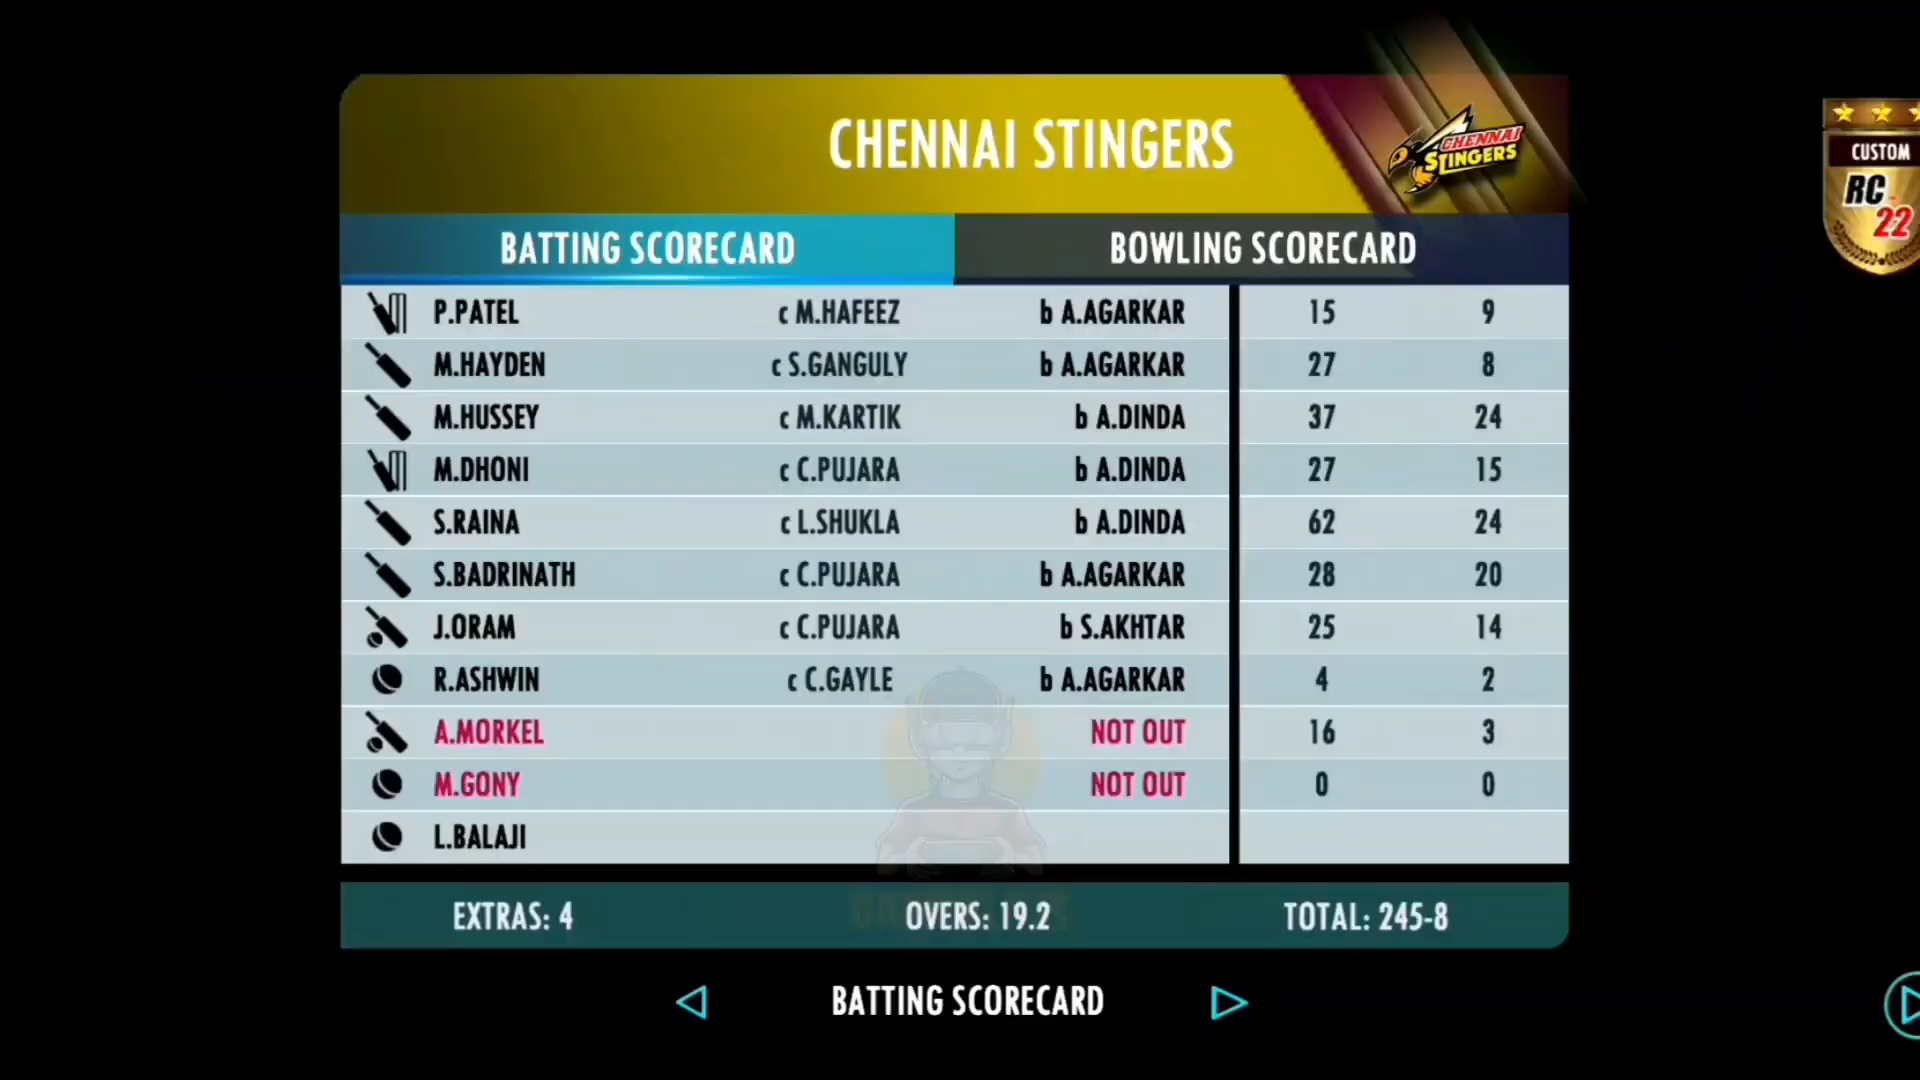 CHENNAI STINGERS
CHENNAI
STINGERS
CUSTOM
RC
22
BATTING SCORECARD BOWLING SCORECARD
P.PATEL c M.HAFEEZ b A.AGARKAR 15 9
M.HAYDEN c S.GANGULY b A.AGARKAR 27 8
M.HUSSEY c M.KARTIK b A.DINDA 37 24
M.DHONI c C.PUJARA b A.DINDA 27 15
S.RAINA c L.SHUKLA b A.DINDA 62 24
S.BADRINATH c C.PUJARA b A.AGARKAR 28 20
J.ORAM c C.PUJARA b S.AKHTAR 25 14
R.ASHWIN c C.GAYLE b A.AGARKAR 4 2
A.MORKEL NOT OUT 16 3
M.GONY NOT OUT 0 0
L.BALAJI
EXTRAS: 4 OVERS: 19.2 TOTAL: 245-8
BATTING SCORECARD